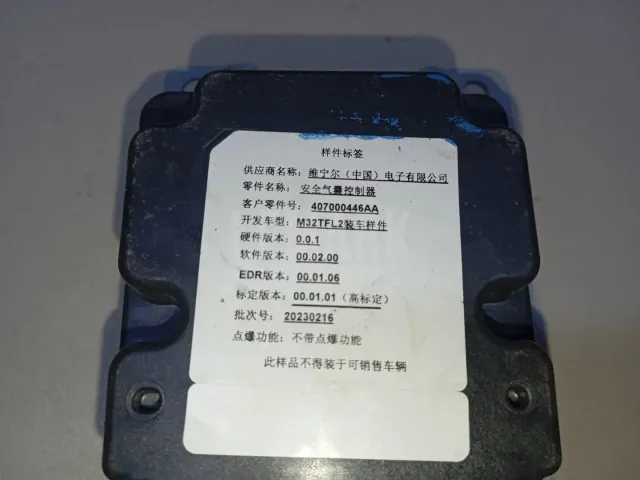 样件标签
供应商名称：维宁尔（中国）电子有限公司
零件名称：安全气囊控制器
客户零件号：407000446AA
开发车型：M32TFL2装车样件
硬件版本：0.0.1
软件版本：00.02.00
EDR版本：00.01.06
标定版本：00.01.01（高标定）
批次号：20230216
点爆功能：不带点爆功能
此样品不得装于可销售车辆